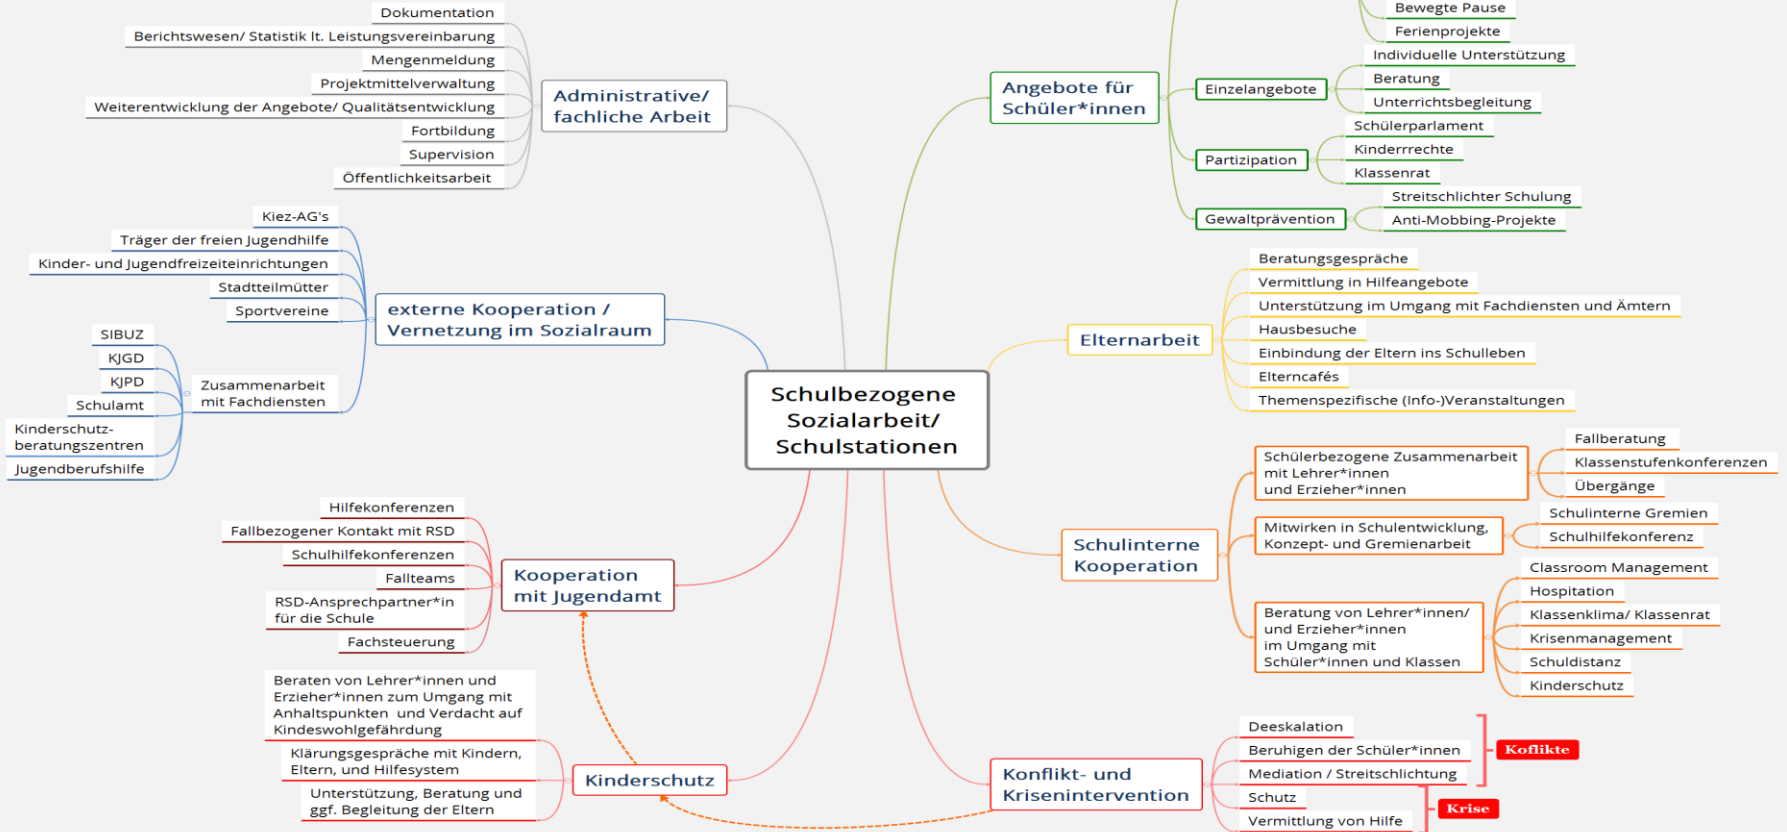 Schulbezogene
Sozialarbeit/
Schulstationen
Administrative/
fachliche Arbeit
Dokumentation
Berichtswesen/ Statistik lt. Leistungsvereinbarung
Mengenmeldung
Projektmittelverwaltung
Weiterentwicklung der Angebote/ Qualitätsentwicklung
Fortbildung
Supervision
Öffentlichkeitsarbeit
externe Kooperation /
Vernetzung im Sozialraum
Kiez-AG's
Träger der freien Jugendhilfe
Kinder- und Jugendfreizeiteinrichtungen
Stadtteilmütter
Sportvereine
Zusammenarbeit
mit Fachdiensten
SIBUZ
KJGD
KJPD
Schulamt
Kinderschutz-
beratungszentren
Jugendberufshilfe
Kooperation
mit Jugendamt
Hilfekonferenzen
Fallbezogener Kontakt mit RSD
Schulhilfekonferenzen
Fallteams
RSD-Ansprechpartner*in
für die Schule
Fachsteuerung
Kinderschutz
Beraten von Lehrer*innen und
Erzieher*innen zum Umgang mit
Anhaltspunkten und Verdacht auf
Kindeswohlgefährdung
Klärungsgespräche mit Kindern,
Eltern, und Hilfesystem
Unterstützung, Beratung und
ggf. Begleitung der Eltern
Angebote für
Schüler*innen
Bewegte Pause
Ferienprojekte
Einzelangebote
Individuelle Unterstützung
Beratung
Unterrichtsbegleitung
Partizipation
Schülerparlament
Kinderrrechte
Klassenrat
Gewaltprävention
Streitschlichter Schulung
Anti-Mobbing-Projekte
Elternarbeit
Beratungsgespräche
Vermittlung in Hilfeangebote
Unterstützung im Umgang mit Fachdiensten und Ämtern
Hausbesuche
Einbindung der Eltern ins Schulleben
Elterncafés
Themenspezifische (Info-)Veranstaltungen
Schulinterne
Kooperation
Schülerbezogene Zusammenarbeit
mit Lehrer*innen
und Erzieher*innen
Fallberatung
Klassenstufenkonferenzen
Übergänge
Mitwirken in Schulentwicklung,
Konzept- und Gremienarbeit
Schulinterne Gremien
Schulhilfekonferenz
Beratung von Lehrer*innen/
und Erzieher*innen
im Umgang mit
Schüler*innen und Klassen
Classroom Management
Hospitation
Klassenklima/ Klassenrat
Krisenmanagement
Schuldistanz
Kinderschutz
Konflikt- und
Krisenintervention
Deeskalation
Beruhigen der Schüler*innen
Mediation / Streitschlichtung
Schutz
Vermittlung von Hilfe
Koflikte
Krise